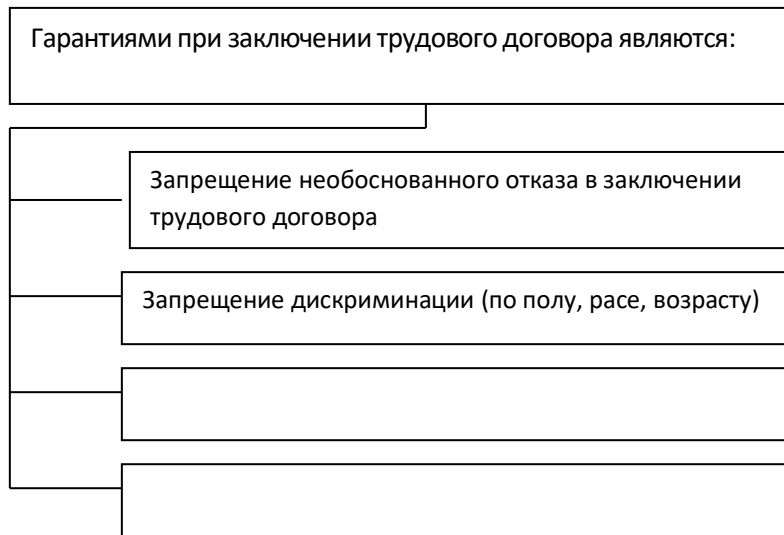 Гарантиями при заключении трудового договора являются:
Запрещение необоснованного отказа в заключении
трудового договора
Запрещение дискриминации (по полу, расе, возрасту)